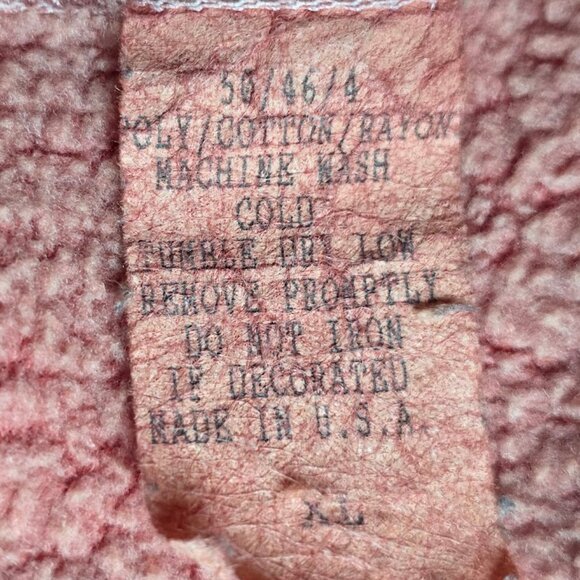 50/46/4
POLY/COTTON/RAYON
MACHINE WASH
COLD
TUMBLE DRY LOW
REMOVE PROMPTLY
DO NOT IRON
IF DECORATED
MADE IN U.S.A.
XL